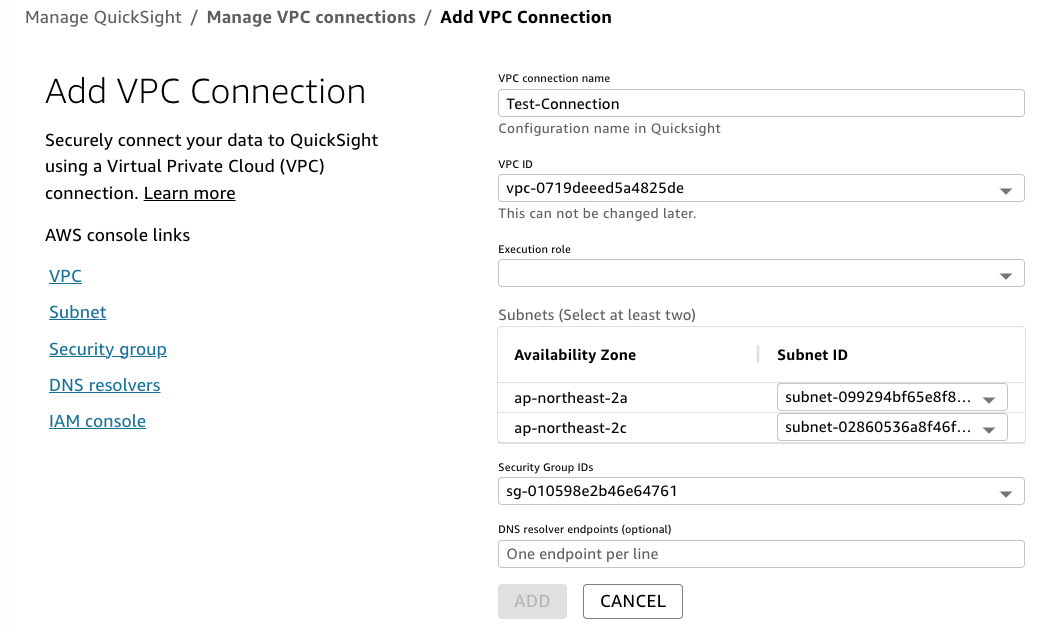 Manage QuickSight / Manage VPC connections / Add VPC Connection
Add VPC Connection
Securely connect your data to QuickSight
using a Virtual Private Cloud (VPC)
connection. Learn more
AWS console links
VPC
Subnet
Security group
DNS resolvers
IAM console
VPC connection name
Test-Connection
Configuration name in Quicksight
VPC ID
vpc-0719deeed5a4825de
This can not be changed later.
Execution role
Subnets (Select at least two)
Availability Zone Subnet ID
ap-northeast-2a subnet-099294bf65e8f8...
ap-northeast-2c subnet-02860536a8f46f...
Security Group IDs
sg-010598e2b46e64761
DNS resolver endpoints (optional)
One endpoint per line
ADD CANCEL